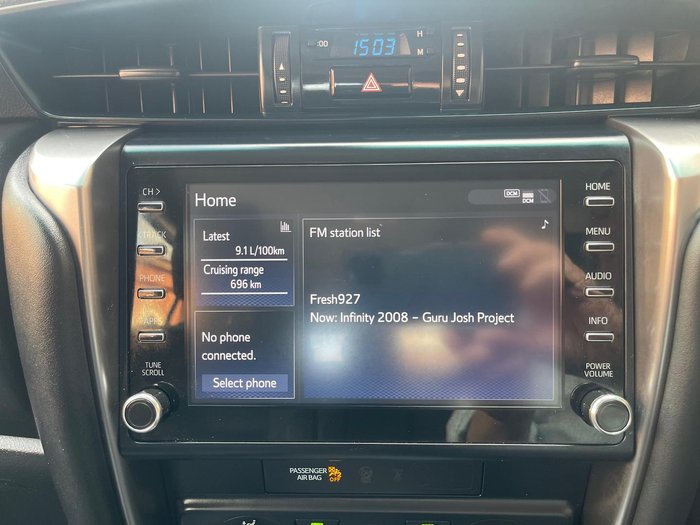 :00
1503
H
M
CH >
Home
DCM
DCM
HOME
TRACK
Latest
9.1 L/100km
FM station list
MENU
Cruising range
696 km
PHONE
Fresh927
AUDIO
Now: Infinity 2008 – Guru Josh Project
APPS
No phone
connected.
INFO
TUNE
SCROLL
Select phone
POWER
VOLUME
PASSENGER
AIR BAG
OFF